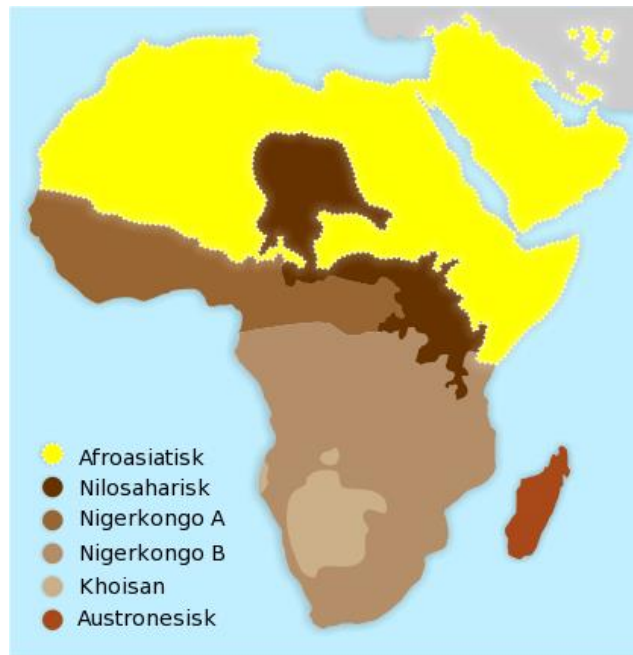 Afroasiatisk
Nilosaharisk
Nigerkongo A
Nigerkongo B
Khoisan
Austronesisk